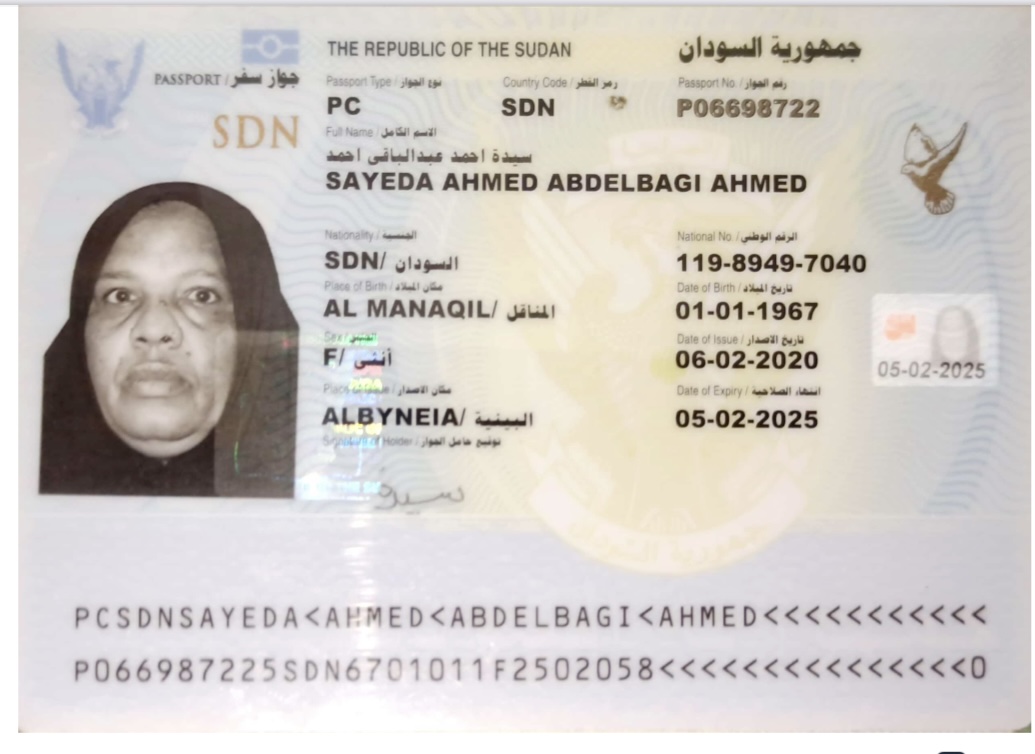 THE REPUBLIC OF THE SUDAN جمهورية السودان
PASSPORT / جواز سفر
Passport Type / نوع الجواز Country Code / رمز القطر Passport No. / رقم الجواز
PC SDN P06698722
SDN
Full Name / الاسم الكامل
سيدة احمد عبدالباقى احمد
SAYEDA AHMED ABDELBAGI AHMED
Nationality / الجنسية National No. / الرقم الوطني
SDN/ السودان 119-8949-7040
Place of Birth / مكان الميلاد Date of Birth / تاريخ الميلاد
AL MANAQIL/ المناقل 01-01-1967
Sex / الجنس Date of Issue / تاريخ الاصدار
F/ أنثى 06-02-2020
05-02-2025
Place of Issue / مكان الاصدار Date of Expiry / انتهاء الصلاحية
ALBYNEIA/ البينية 05-02-2025
Signature of Holder / توقيع حامل الجواز
سيدة
PCSDNSAYEDA<AHMED<ABDELBAGI<AHMED<<<<<<<<<<<
P066987225SDN6701011F2502058<<<<<<<<<<<<<<<0